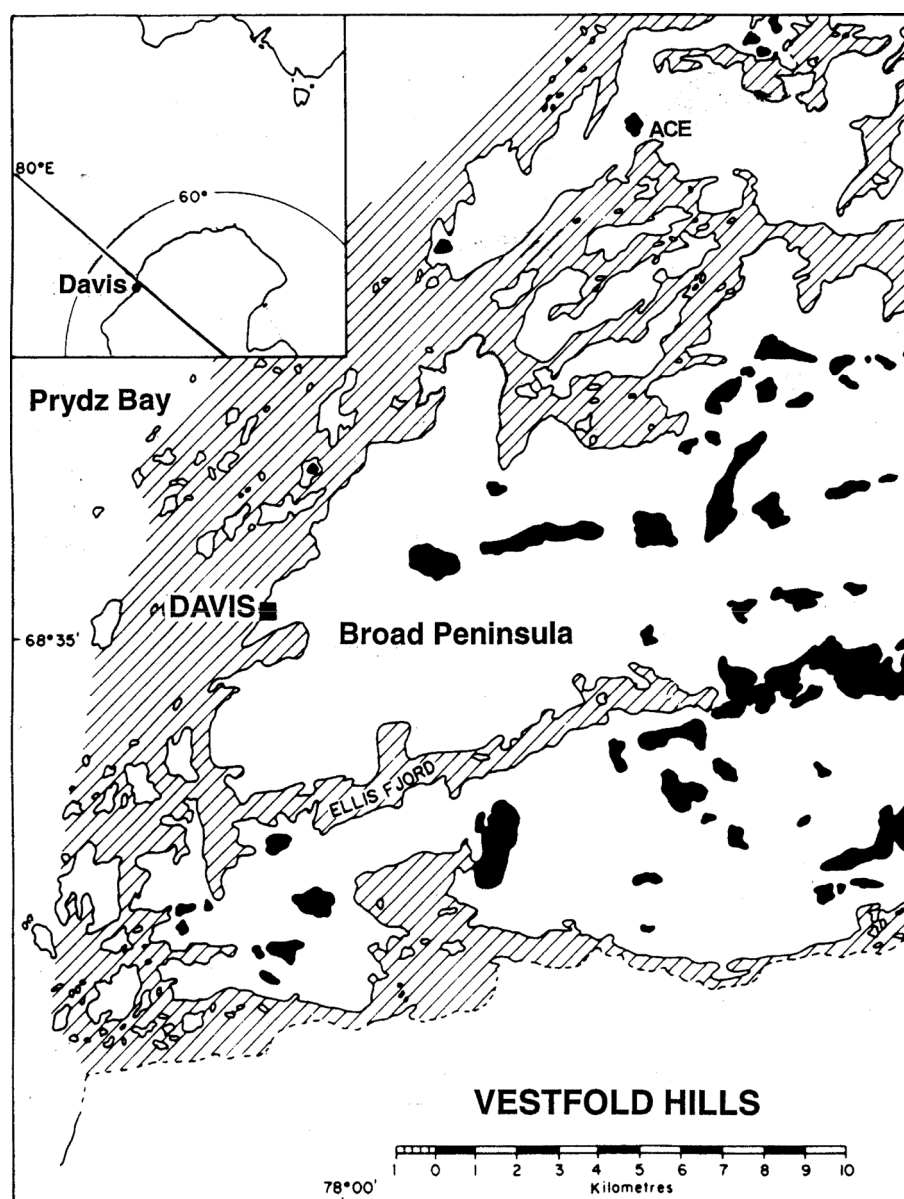 80°E
60°
Davis
ACE
Prydz Bay
DAVIS
68°35'
Broad Peninsula
ELLIS FJORD
VESTFOLD HILLS
1 0 1 2 3 4 5 6 7 8 9 10
Kilometres
78°00'